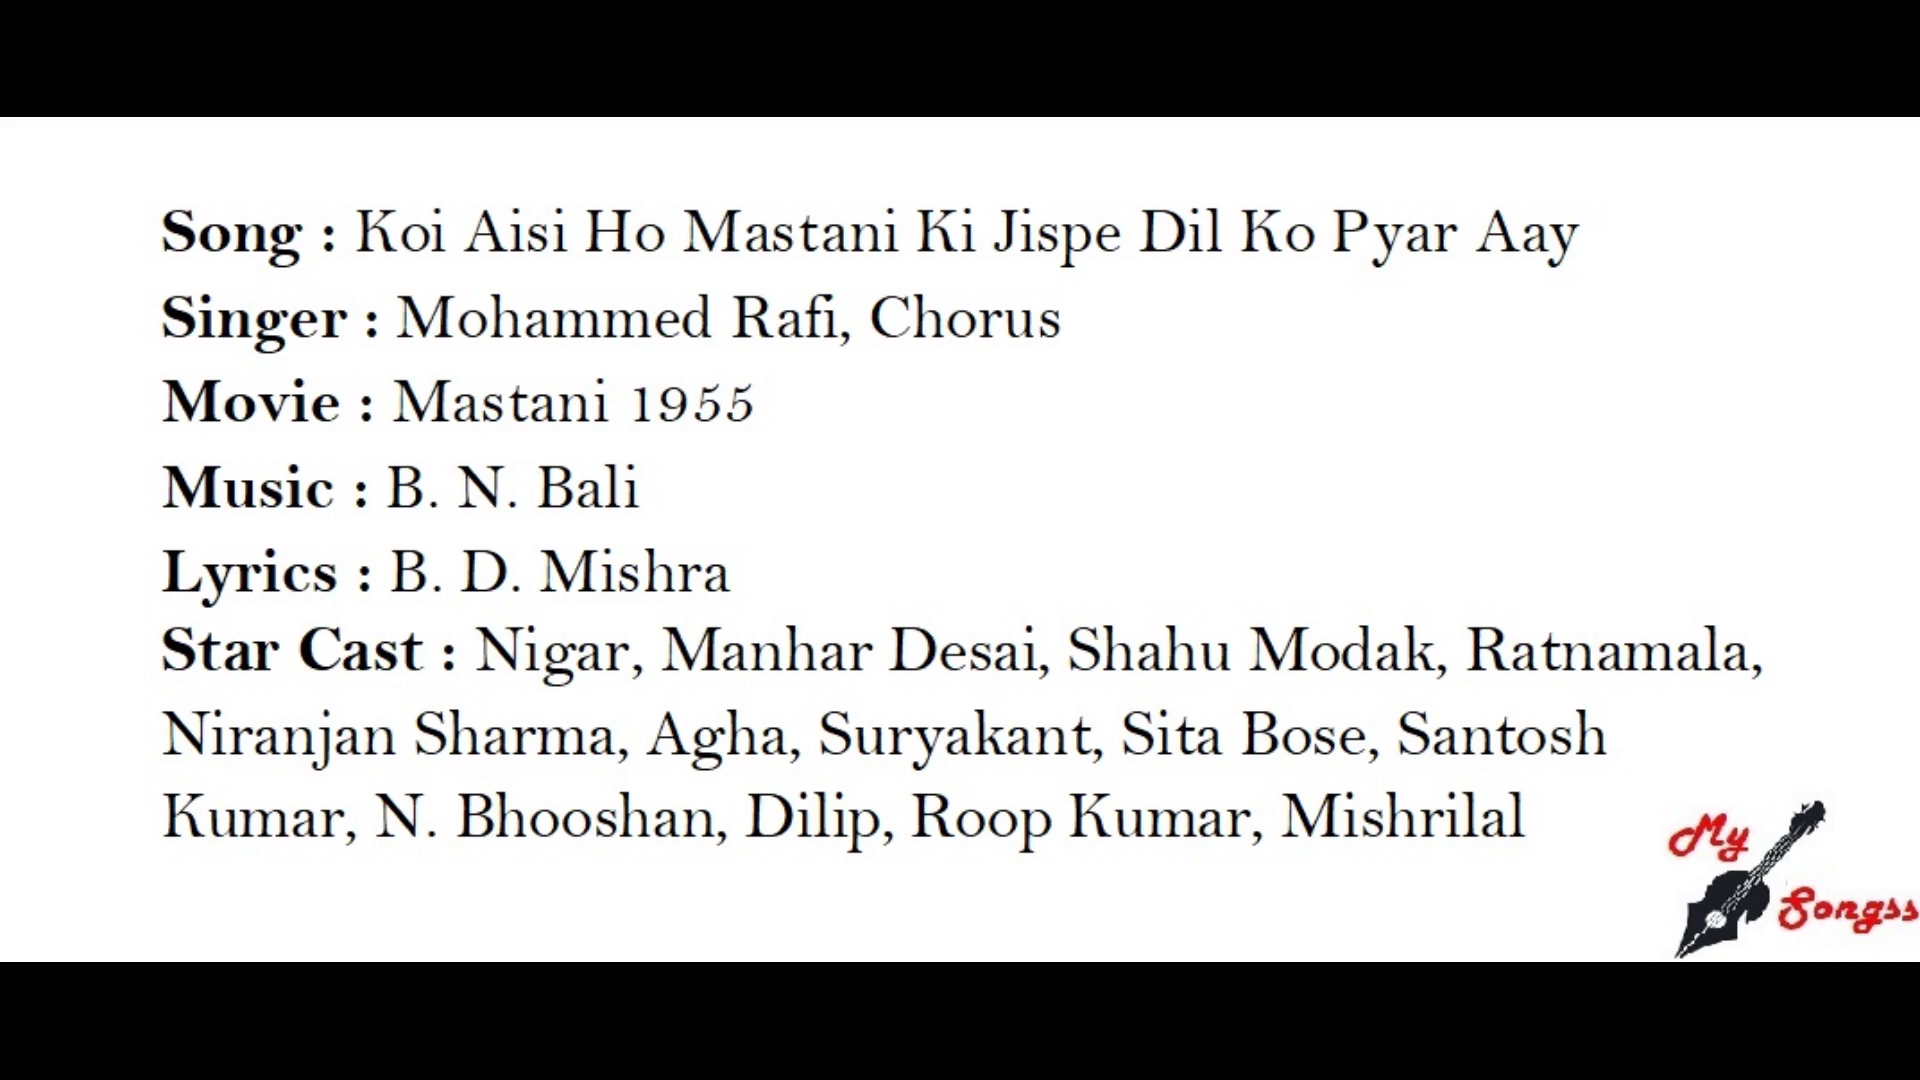 Song : Koi Aisi Ho Mastani Ki Jispe Dil Ko Pyar Aay
Singer : Mohammed Rafi, Chorus
Movie : Mastani 1955
Music : B. N. Bali
Lyrics : B. D. Mishra
Star Cast : Nigar, Manhar Desai, Shahu Modak, Ratnamala,
Niranjan Sharma, Agha, Suryakant, Sita Bose, Santosh
Kumar, N. Bhooshan, Dilip, Roop Kumar, Mishrilal
My
Songss